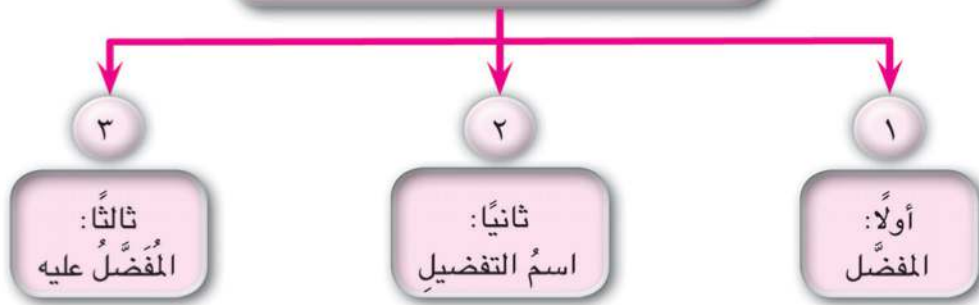 ١
أولًا:
المفضَّل
٢
ثانيًا:
اسمُ التفضيلِ
٣
ثالثًا:
المُفَضَّلُ عليه